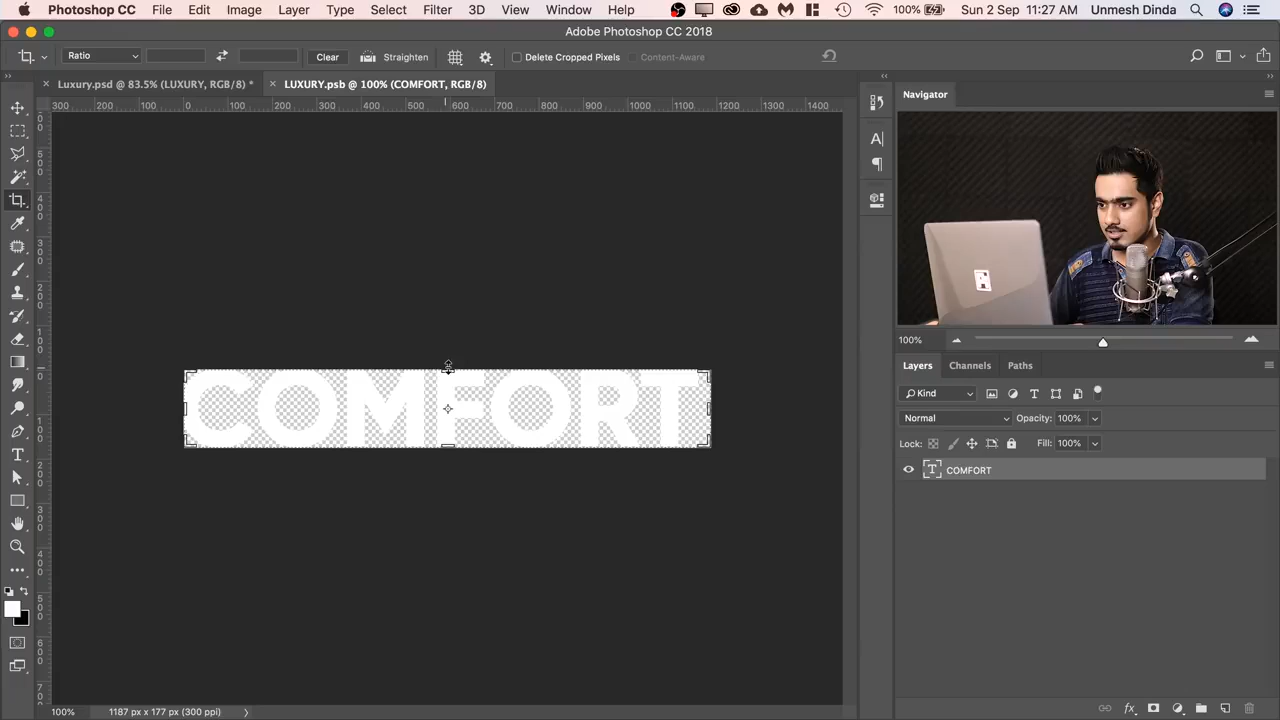 Photoshop CC File Edit Image Layer Type Select Filter 3D View Window Help 100% Sun 2 Sep 11:27 AM Unmesh Dinda
Adobe Photoshop CC 2018
Ratio Clear Straighten Delete Cropped Pixels Content-Aware
Luxury.psd @ 83.5% (LUXURY, RGB/8) * LUXURY.psb @ 100% (COMFORT, RGB/8)
Navigator
300 200 100 0 100 200 300 400 500 600 700 800 900 1000 1100 1200 1300 1400
COMFORT
100%
Layers Channels Paths
Kind
Normal Opacity: 100%
Lock: Fill: 100%
T COMFORT
100% 1187 px x 177 px (300 ppi)